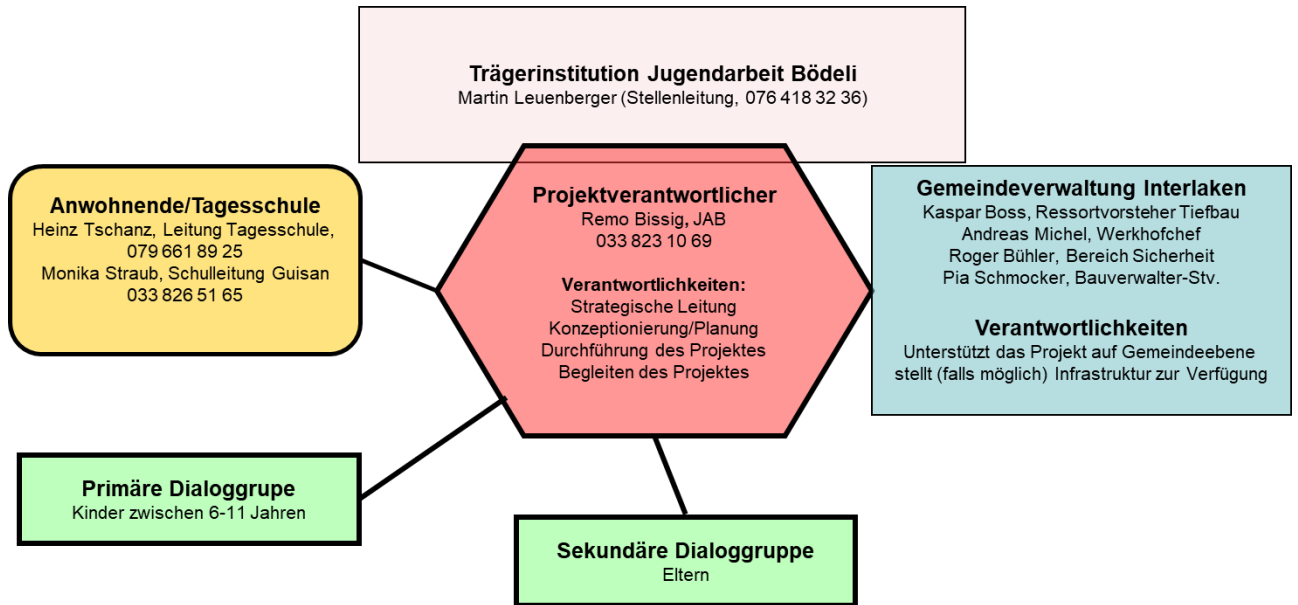 Trägerinstitution Jugendarbeit Bödeli
Martin Leuenberger (Stellenleitung, 076 418 32 36)
Anwohnende/Tagesschule
Heinz Tschanz, Leitung Tagesschule,
079 661 89 25
Monika Straub, Schulleitung Guisan
033 826 51 65
Projektverantwortlicher
Remo Bissig, JAB
033 823 10 69
Verantwortlichkeiten:
Strategische Leitung
Konzeptionierung/Planung
Durchführung des Projektes
Begleiten des Projektes
Gemeindeverwaltung Interlaken
Kaspar Boss, Ressortvorsteher Tiefbau
Andreas Michel, Werkhofchef
Roger Bühler, Bereich Sicherheit
Pia Schmocker, Bauverwalter-Stv.
Verantwortlichkeiten
Unterstützt das Projekt auf Gemeindeebene
stellt (falls möglich) Infrastruktur zur Verfügung
Primäre Dialoggrupe
Kinder zwischen 6-11 Jahren
Sekundäre Dialoggruppe
Eltern